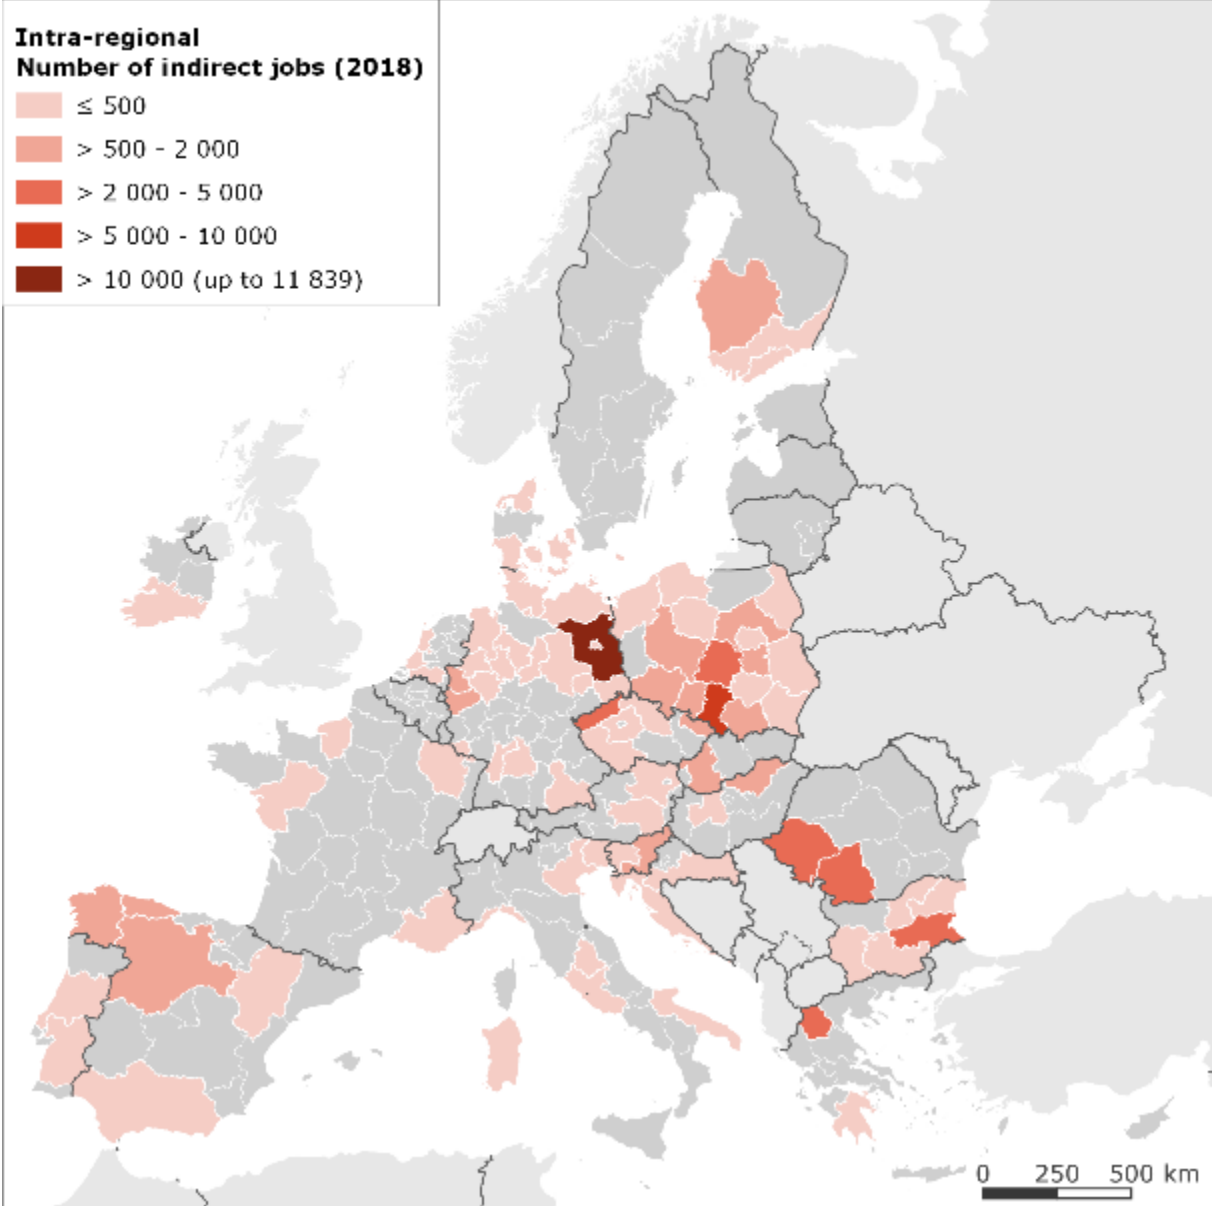 Intra-regional
Number of indirect jobs (2018)
≤ 500
> 500 - 2 000
> 2 000 - 5 000
> 5 000 - 10 000
> 10 000 (up to 11 839)
0 250 500 km